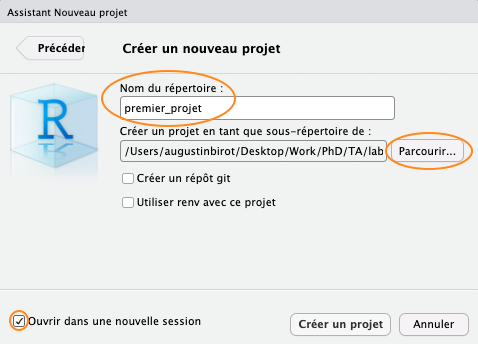 Assistant Nouveau projet
Précéder
Créer un nouveau projet
R
Nom du répertoire :
premier_projet
Créer un projet en tant que sous-répertoire de :
/Users/augustinbirot/Desktop/Work/PhD/TA/lab
Parcourir...
Créer un répôt git
Utiliser renv avec ce projet
Ouvrir dans une nouvelle session
Créer un projet
Annuler